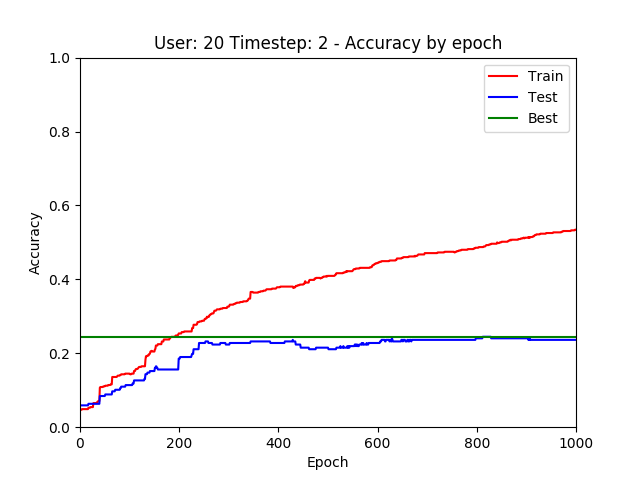 User: 20 Timestep: 2 - Accuracy by epoch
1.0
0.8
0.6
0.4
0.2
0.0
Accuracy
Train
Test
Best
0 200 400 600 800 1000
Epoch